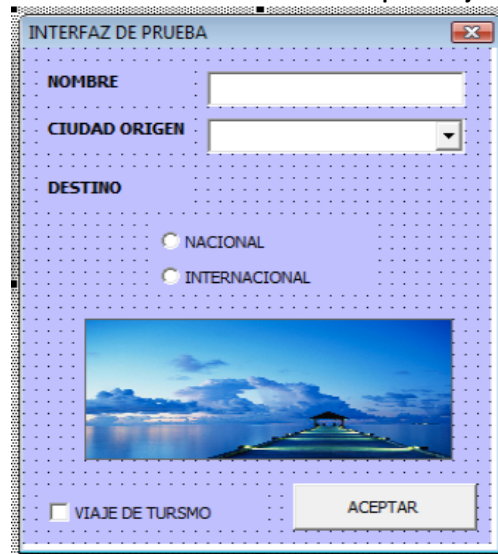 INTERFAZ DE PRUEBA
NOMBRE
CIUDAD ORIGEN
DESTINO
NACIONAL
INTERNACIONAL
VIAJE DE TURSMO
ACEPTAR